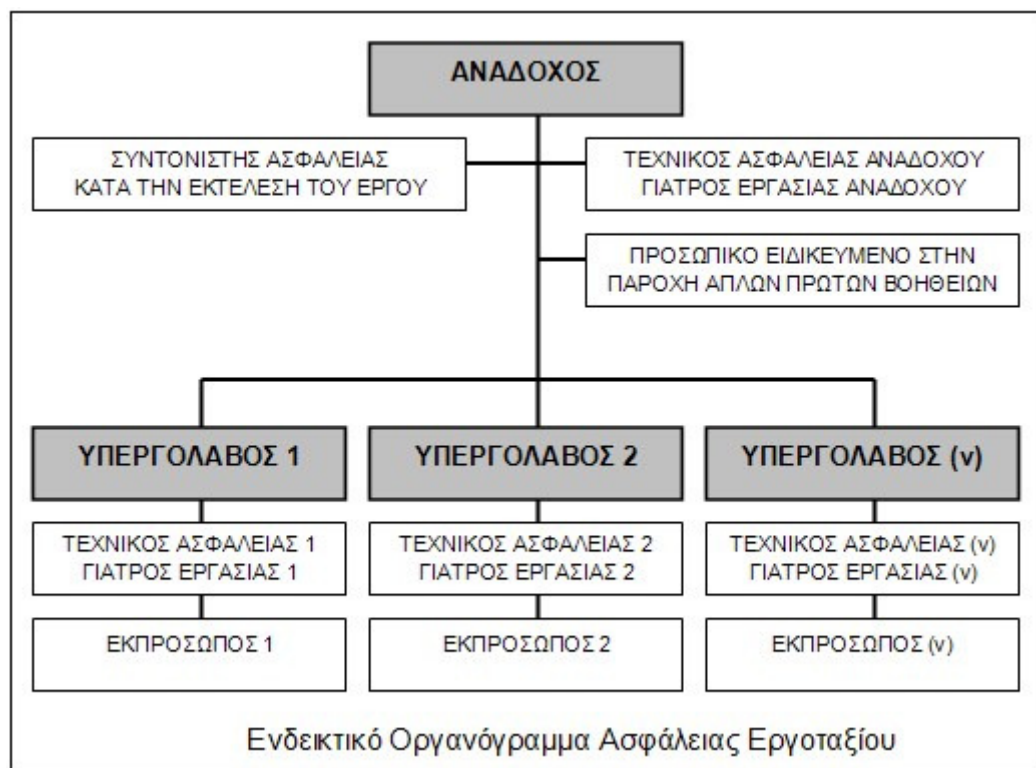 ΑΝΑΔΟΧΟΣ
ΣΥΝΤΟΝΙΣΤΗΣ ΑΣΦΑΛΕΙΑΣ
ΚΑΤΑ ΤΗΝ ΕΚΤΕΛΕΣΗ ΤΟΥ ΕΡΓΟΥ
ΤΕΧΝΙΚΟΣ ΑΣΦΑΛΕΙΑΣ ΑΝΑΔΟΧΟΥ
ΓΙΑΤΡΟΣ ΕΡΓΑΣΙΑΣ ΑΝΑΔΟΧΟΥ
ΠΡΟΣΩΠΙΚΟ ΕΙΔΙΚΕΥΜΕΝΟ ΣΤΗΝ
ΠΑΡΟΧΗ ΑΠΛΩΝ ΠΡΩΤΩΝ ΒΟΗΘΕΙΩΝ
ΥΠΕΡΓΟΛΑΒΟΣ 1
ΤΕΧΝΙΚΟΣ ΑΣΦΑΛΕΙΑΣ 1
ΓΙΑΤΡΟΣ ΕΡΓΑΣΙΑΣ 1
ΕΚΠΡΟΣΩΠΟΣ 1
ΥΠΕΡΓΟΛΑΒΟΣ 2
ΤΕΧΝΙΚΟΣ ΑΣΦΑΛΕΙΑΣ 2
ΓΙΑΤΡΟΣ ΕΡΓΑΣΙΑΣ 2
ΕΚΠΡΟΣΩΠΟΣ 2
ΥΠΕΡΓΟΛΑΒΟΣ (ν)
ΤΕΧΝΙΚΟΣ ΑΣΦΑΛΕΙΑΣ (ν)
ΓΙΑΤΡΟΣ ΕΡΓΑΣΙΑΣ (ν)
ΕΚΠΡΟΣΩΠΟΣ (ν)
Ενδεικτικό Οργανόγραμμα Ασφάλειας Εργοταξίου